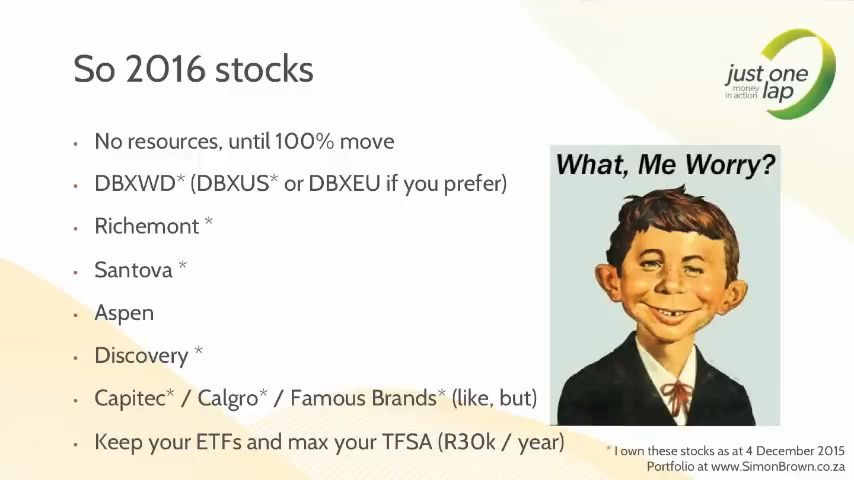 So 2016 stocks
just one
money
in action lap
• No resources, until 100% move
• DBXWD* (DBXUS* or DBXEU if you prefer)
• Richemont *
• Santova *
• Aspen
• Discovery *
• Capitec* / Calgro* / Famous Brands* (like, but)
• Keep your ETFs and max your TFSA (R30k / year)
What, Me Worry?
* I own these stocks as at 4 December 2015
Portfolio at www.SimonBrown.co.za